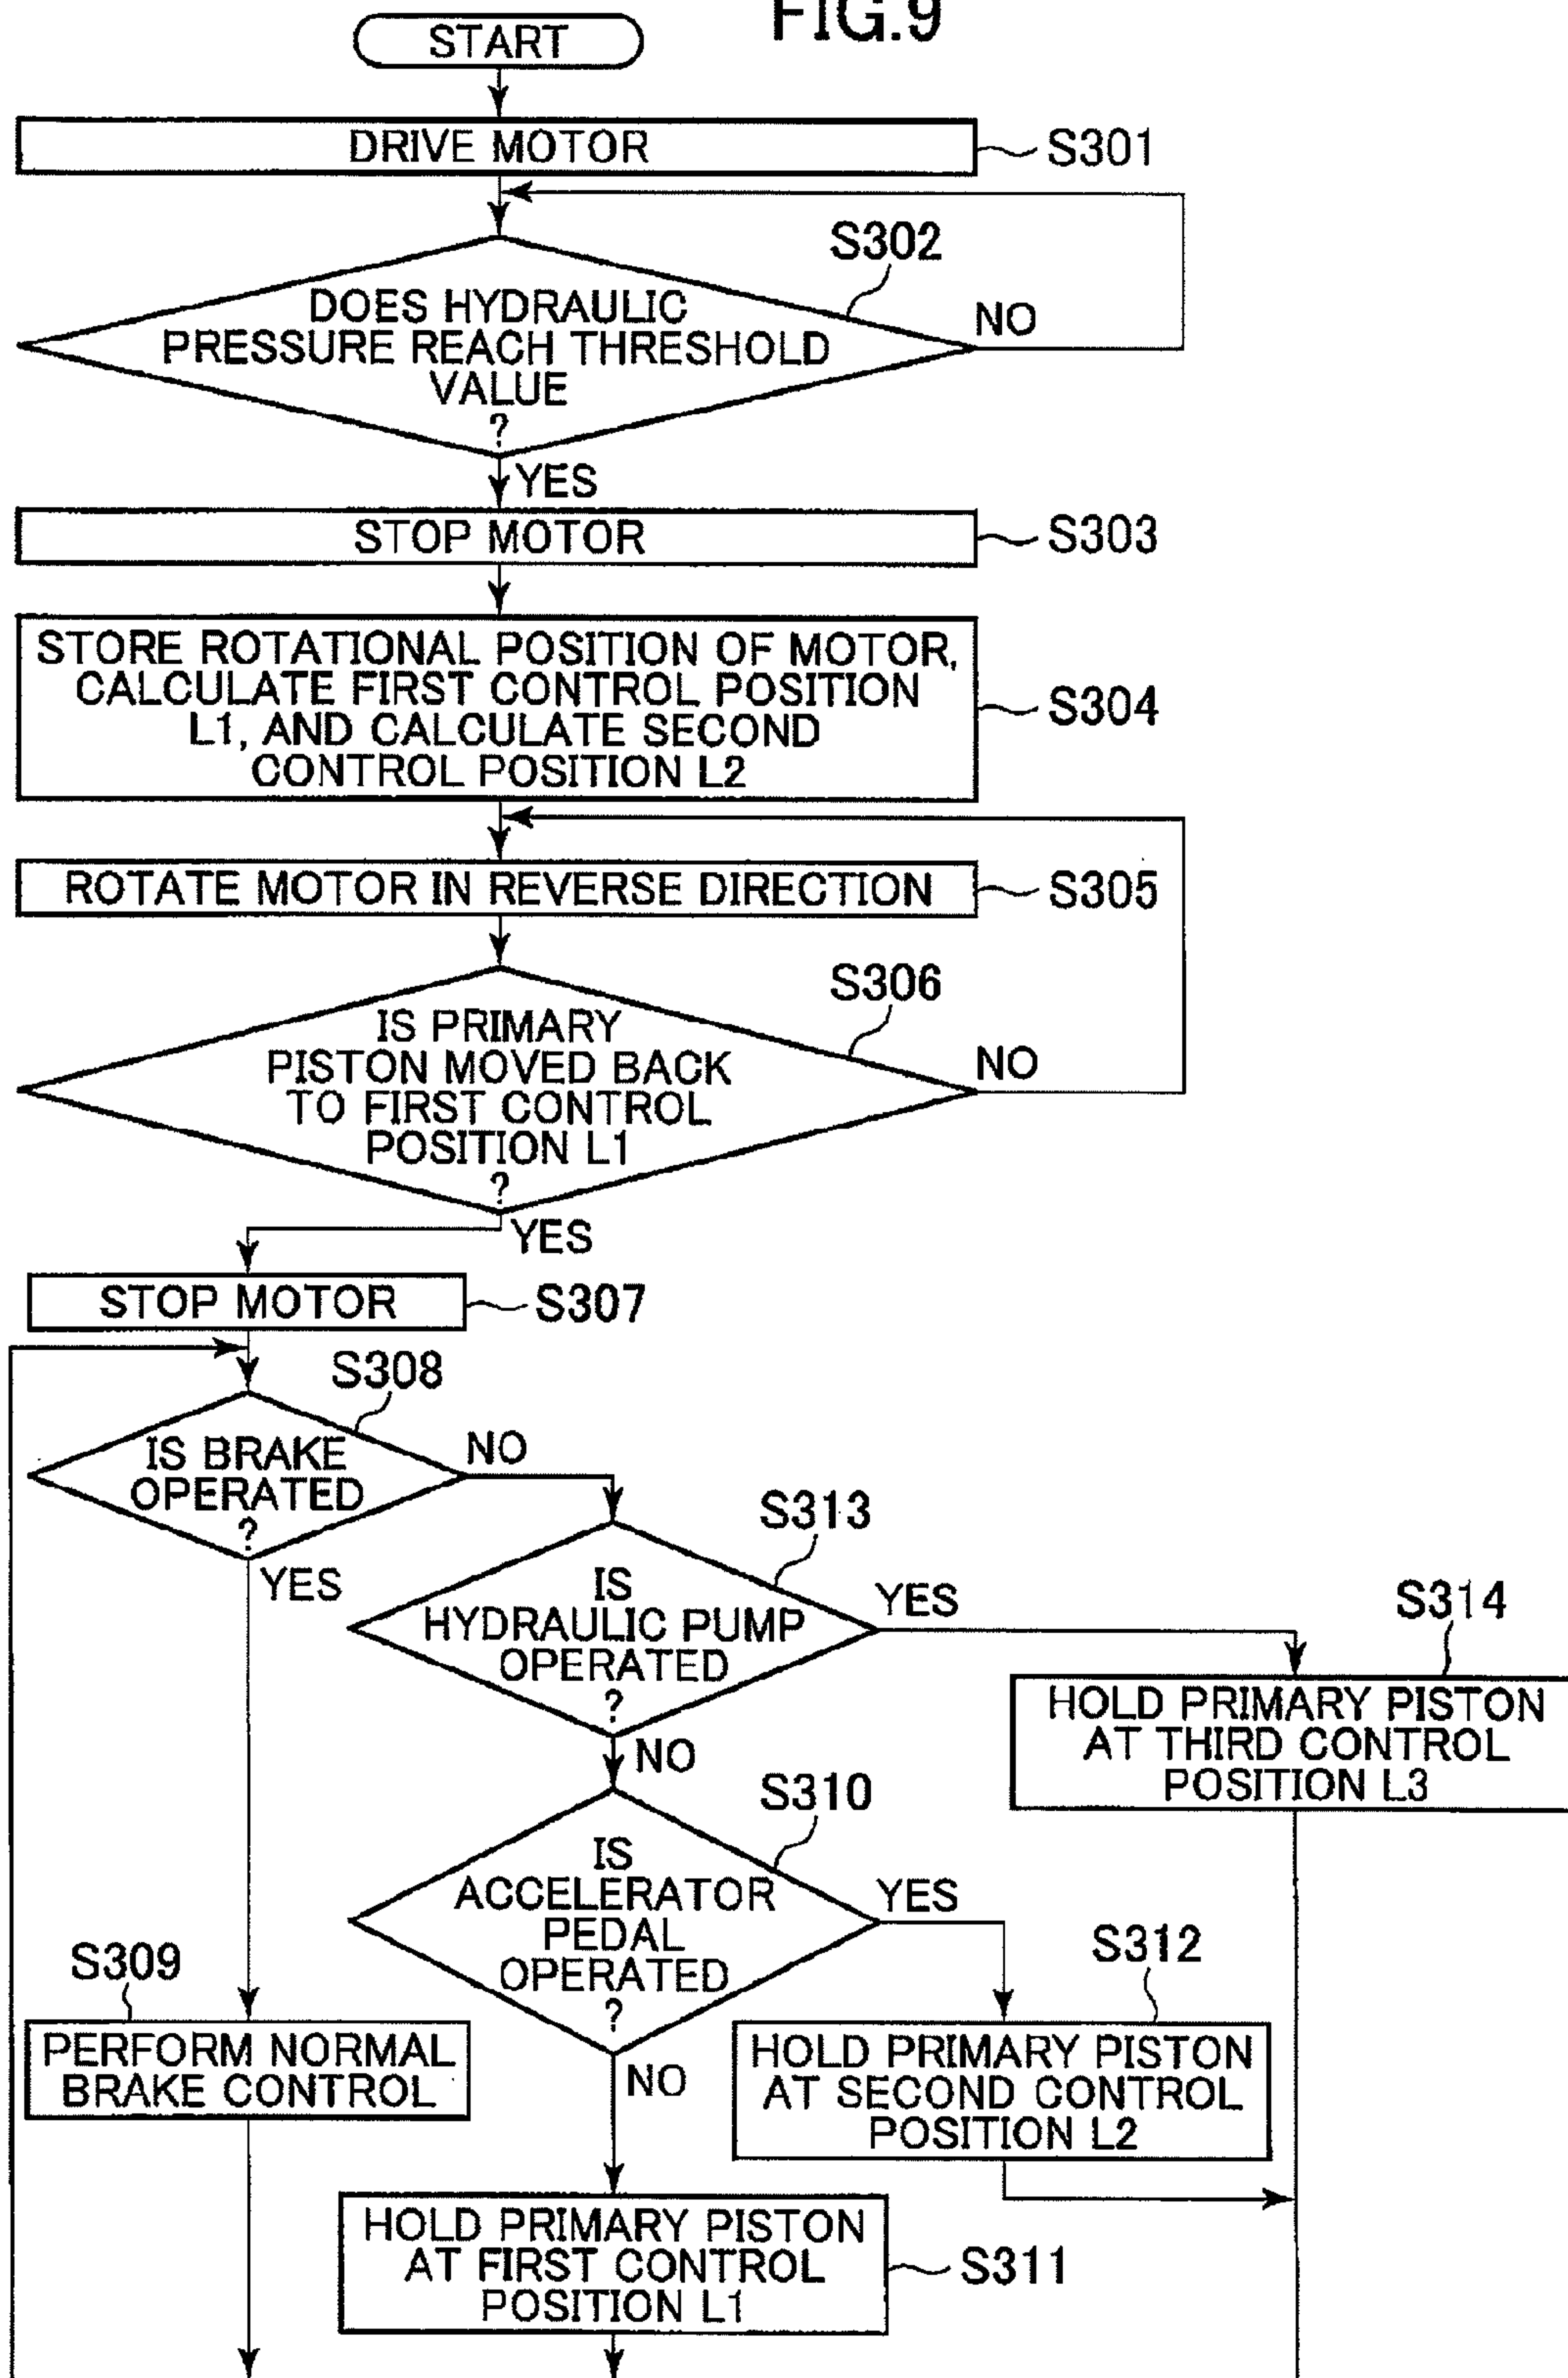 FIG.9
START
DRIVE MOTOR
S301
S302
DOES HYDRAULIC
PRESSURE REACH THRESHOLD
VALUE
?
NO
YES
STOP MOTOR
S303
STORE ROTATIONAL POSITION OF MOTOR,
CALCULATE FIRST CONTROL POSITION
L1, AND CALCULATE SECOND
CONTROL POSITION L2
S304
ROTATE MOTOR IN REVERSE DIRECTION
S305
S306
IS PRIMARY
PISTON MOVED BACK
TO FIRST CONTROL
POSITION L1
?
NO
YES
STOP MOTOR
S307
S308
IS BRAKE
OPERATED
?
NO
YES
S313
IS
HYDRAULIC PUMP
OPERATED
?
YES
NO
S314
HOLD PRIMARY PISTON
AT THIRD CONTROL
POSITION L3
S310
IS
ACCELERATOR
PEDAL
OPERATED
?
YES
NO
S309
PERFORM NORMAL
BRAKE CONTROL
S312
HOLD PRIMARY PISTON
AT SECOND CONTROL
POSITION L2
HOLD PRIMARY PISTON
AT FIRST CONTROL
POSITION L1
S311